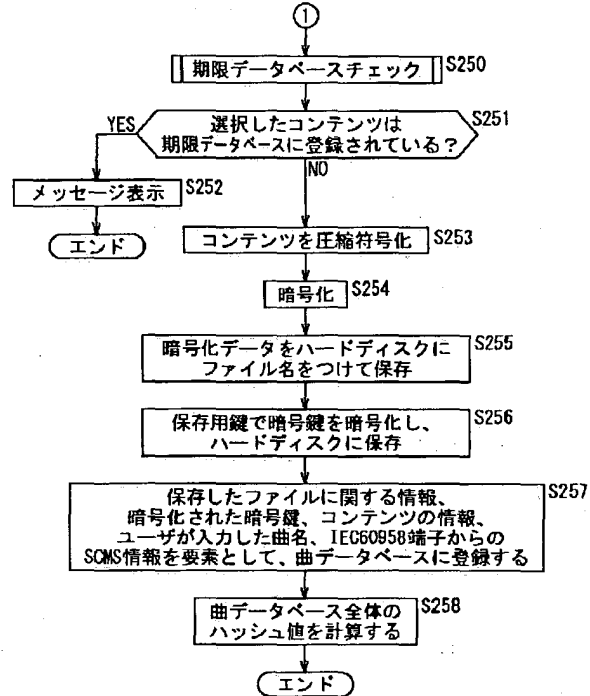 1
期限データベースチェック S250
選択したコンテンツは
期限データベースに登録されている? S251
YES
NO
メッセージ表示 S252
エンド
コンテンツを圧縮符号化 S253
暗号化 S254
暗号化データをハードディスクに
ファイル名をつけて保存 S255
保存用鍵で暗号鍵を暗号化し、
ハードディスクに保存 S256
保存したファイルに関する情報、
暗号化された暗号鍵、コンテンツの情報、
ユーザが入力した曲名、IEC60958端子からの
SCMS情報を要素として、曲データベースに登録する S257
曲データベース全体の
ハッシュ値を計算する S258
エンド